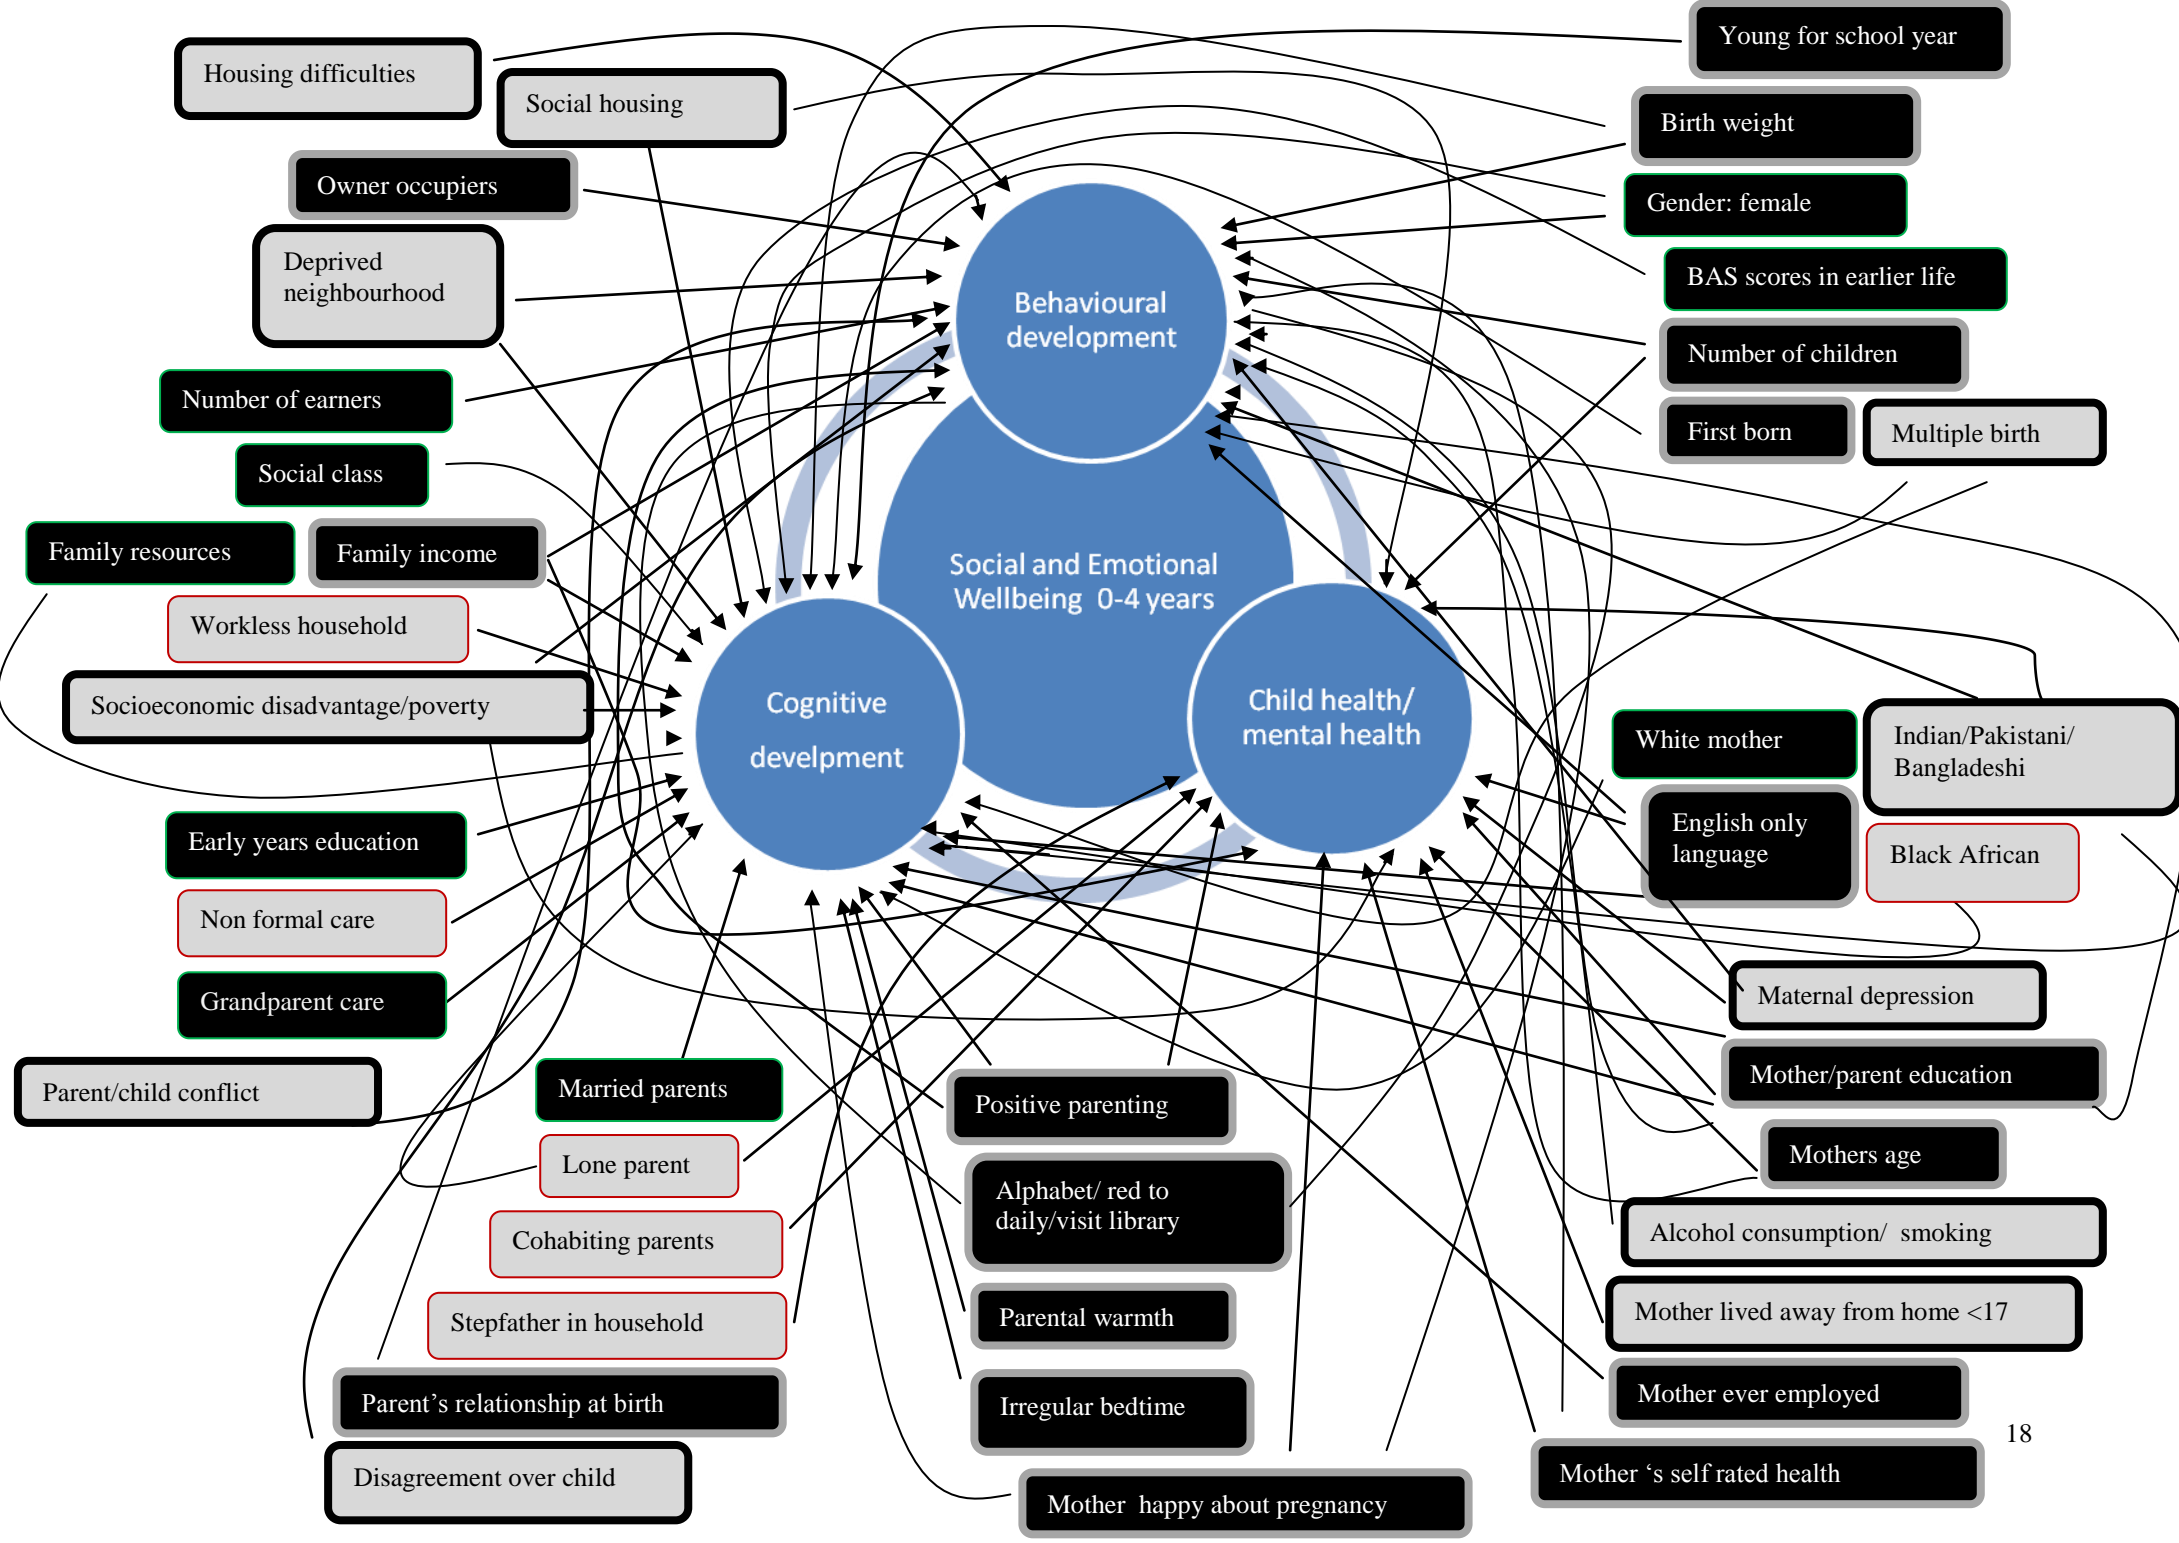 Young for school year
Housing difficulties
Social housing
Birth weight
Owner occupiers
Gender: female
Deprived
neighbourhood
BAS scores in earlier life
Behavioural
development
Number of children
Number of earners
First born
Multiple birth
Social class
Family resources
Family income
Social and Emotional
Wellbeing 0-4 years
Workless household
Socioeconomic disadvantage/poverty
Cognitive
develpment
Child health/
mental health
White mother
Indian/Pakistani/
Bangladeshi
English only
language
Early years education
Black African
Non formal care
Grandparent care
Maternal depression
Mother/parent education
Parent/child conflict
Married parents
Positive parenting
Mothers age
Lone parent
Alphabet/ red to
daily/visit library
Cohabiting parents
Alcohol consumption/ smoking
Stepfather in household
Parental warmth
Mother lived away from home <17
Parent’s relationship at birth
Irregular bedtime
Mother ever employed
18
Disagreement over child
Mother ‘s self rated health
Mother happy about pregnancy